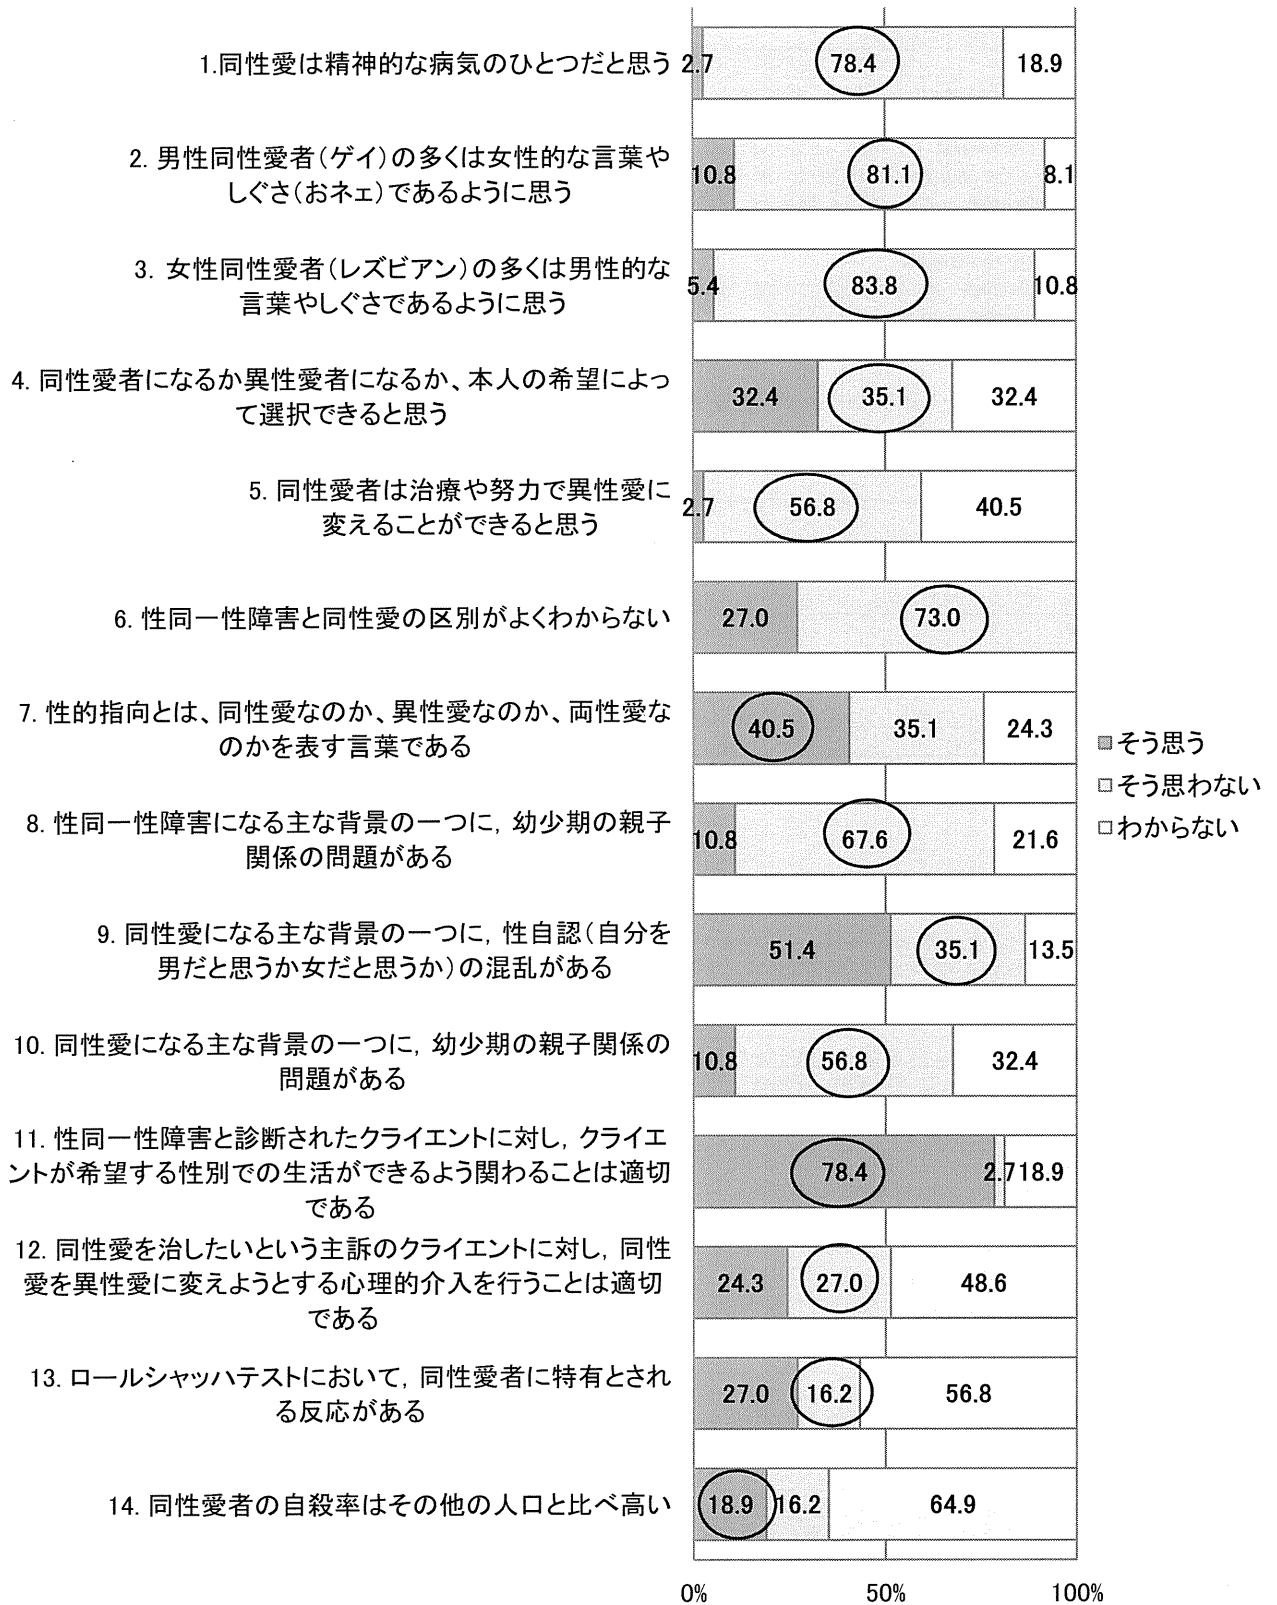 1.同性愛は精神的な病気のひとつだと思う 2.7 78.4 18.9
2. 男性同性愛者(ゲイ)の多くは女性的な言葉や
しぐさ(おネエ)であるように思う
10.8 81.1 8.1
3. 女性同性愛者(レズビアン)の多くは男性的な
言葉やしぐさであるように思う
5.4 83.8 10.8
4. 同性愛者になるか異性愛者になるか、本人の希望によっ
て選択できると思う
32.4 35.1 32.4
5. 同性愛者は治療や努力で異性愛に
変えることができると思う
2.7 56.8 40.5
6. 性同一性障害と同性愛の区別がよくわからない 27.0 73.0
7. 性的指向とは、同性愛なのか、異性愛なのか、両性愛な
のかを表す言葉である
40.5 35.1 24.3
そう思う
そう思わない
わからない
8. 性同一性障害になる主な背景の一つに, 幼少期の親子
関係の問題がある
10.8 67.6 21.6
9. 同性愛になる主な背景の一つに, 性自認(自分を
男だと思うか女だと思うか)の混乱がある
51.4 35.1 13.5
10. 同性愛になる主な背景の一つに, 幼少期の親子関係の
問題がある
10.8 56.8 32.4
11. 性同一性障害と診断されたクライエントに対し, クライエ
ントが希望する性別での生活ができるよう関わることは適切
である
78.4 2.7 18.9
12. 同性愛を治したいという主訴のクライエントに対し, 同性
愛を異性愛に変えようとする心理的介入を行うことは適切
である
24.3 27.0 48.6
13. ロールシャッハテストにおいて, 同性愛者に特有とされ
る反応がある
27.0 16.2 56.8
14. 同性愛者の自殺率はその他の人口と比べ高い 18.9 16.2 64.9
0% 50% 100%